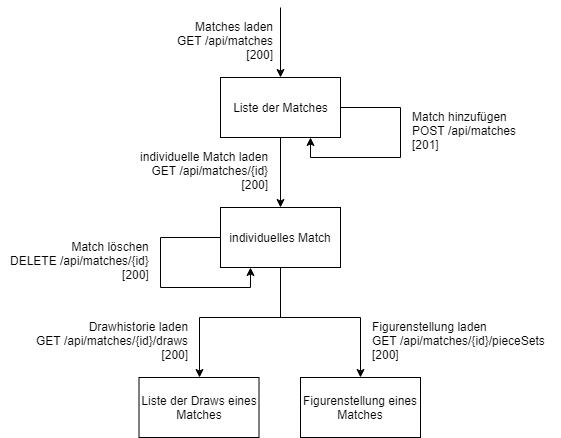 Matches laden
GET /api/matches
[200]
Liste der Matches
Match hinzufügen
POST /api/matches
[201]
individuelle Match laden
GET /api/matches/{id}
[200]
individuelles Match
Match löschen
DELETE /api/matches/{id}
[200]
Drawhistorie laden
GET /api/matches/{id}/draws
[200]
Figurenstellung laden
GET /api/matches/{id}/pieceSets
[200]
Liste der Draws eines
Matches
Figurenstellung eines
Matches